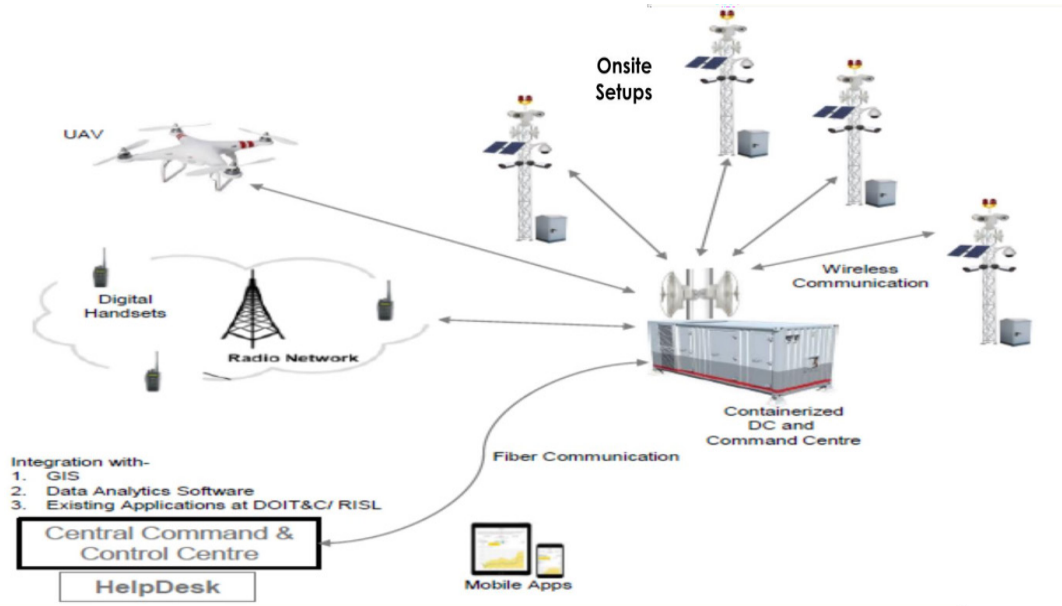 Onsite
Setups
UAV
Digital
Handsets
Radio Network
Wireless
Communication
Containerized
DC and
Command Centre
Fiber Communication
Integration with-
1. GIS
2. Data Analytics Software
3. Existing Applications at DOIT&C/ RISL
Central Command &
Control Centre
HelpDesk
Mobile Apps